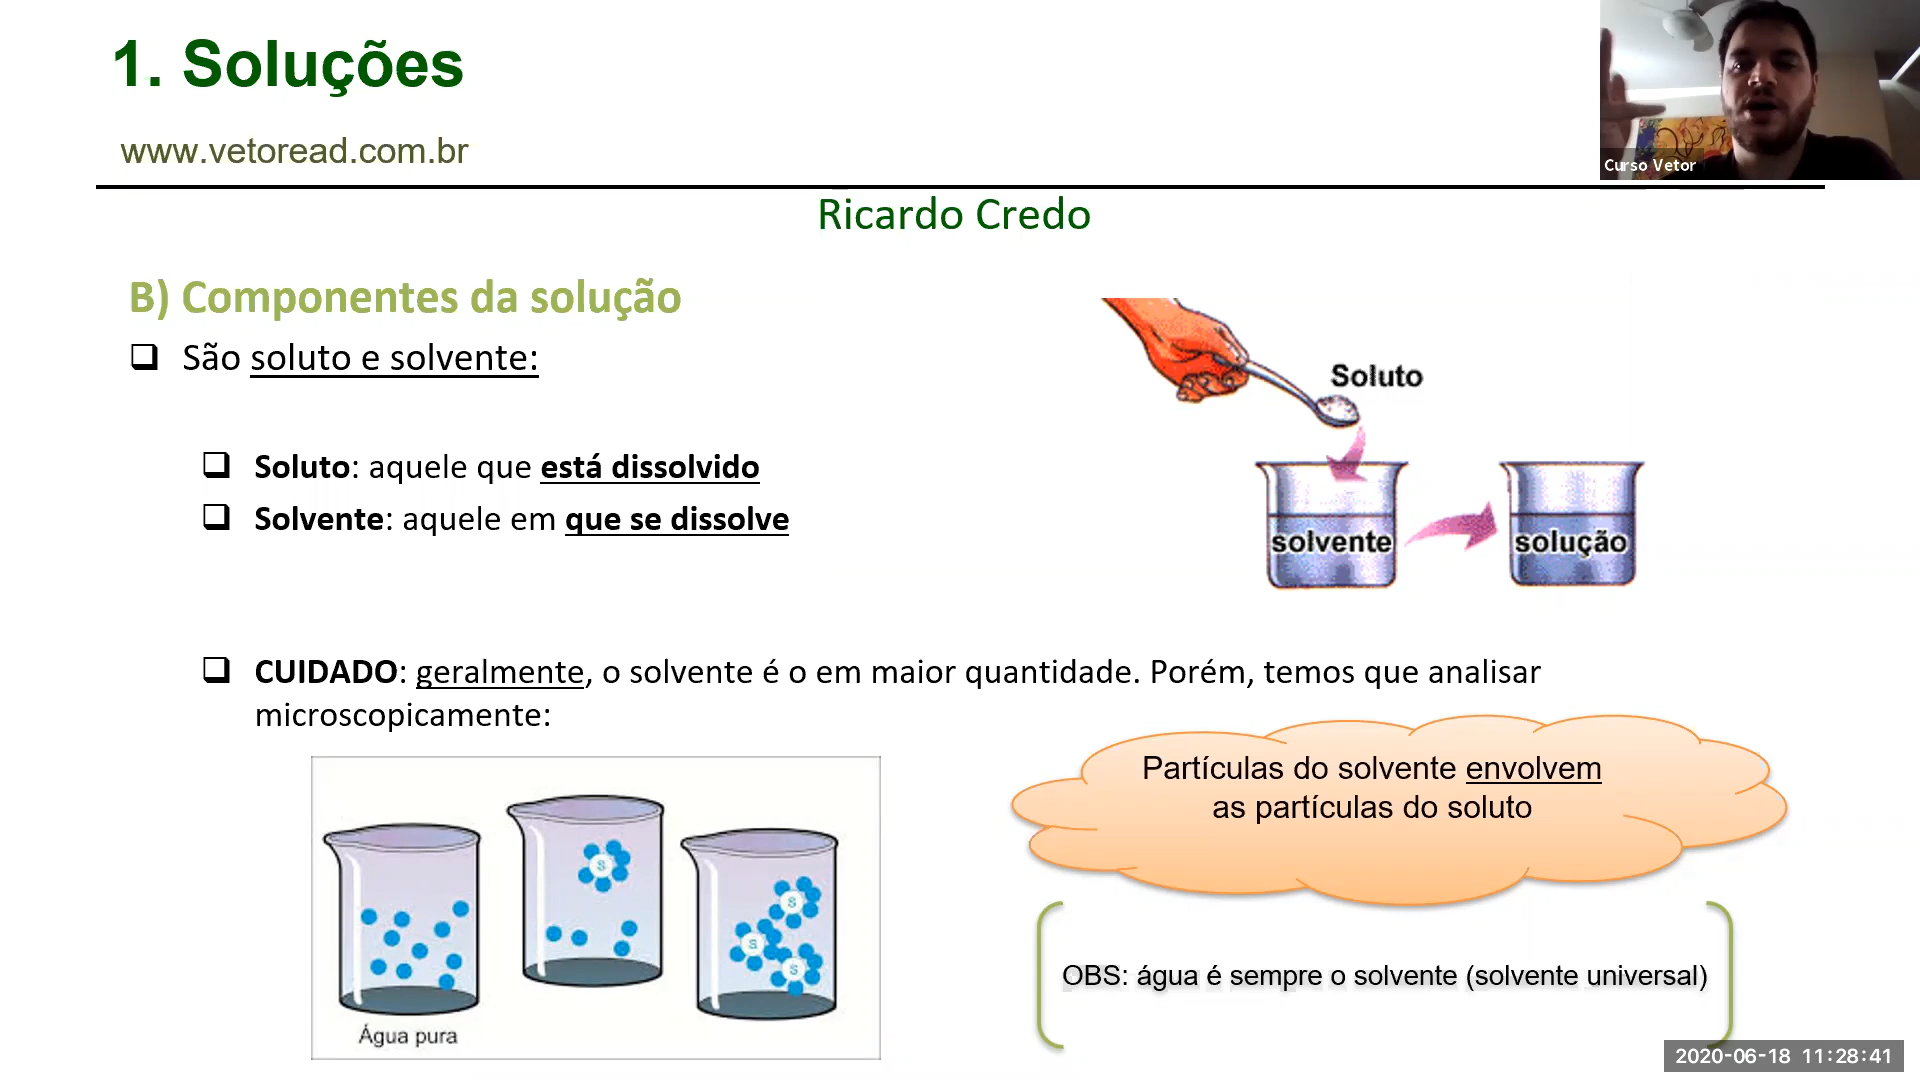 1. Soluções
www.vetoread.com.br
Curso Vetor
Ricardo Credo
B) Componentes da solução
São soluto e solvente:
Soluto: aquele que está dissolvido
Solvente: aquele em que se dissolve
Soluto
solvente
solução
CUIDADO: geralmente, o solvente é o em maior quantidade. Porém, temos que analisar
microscopicamente:
S
S
S
S
Água pura
Partículas do solvente envolvem
as partículas do soluto
OBS: água é sempre o solvente (solvente universal)
2020-06-18 11:28:41